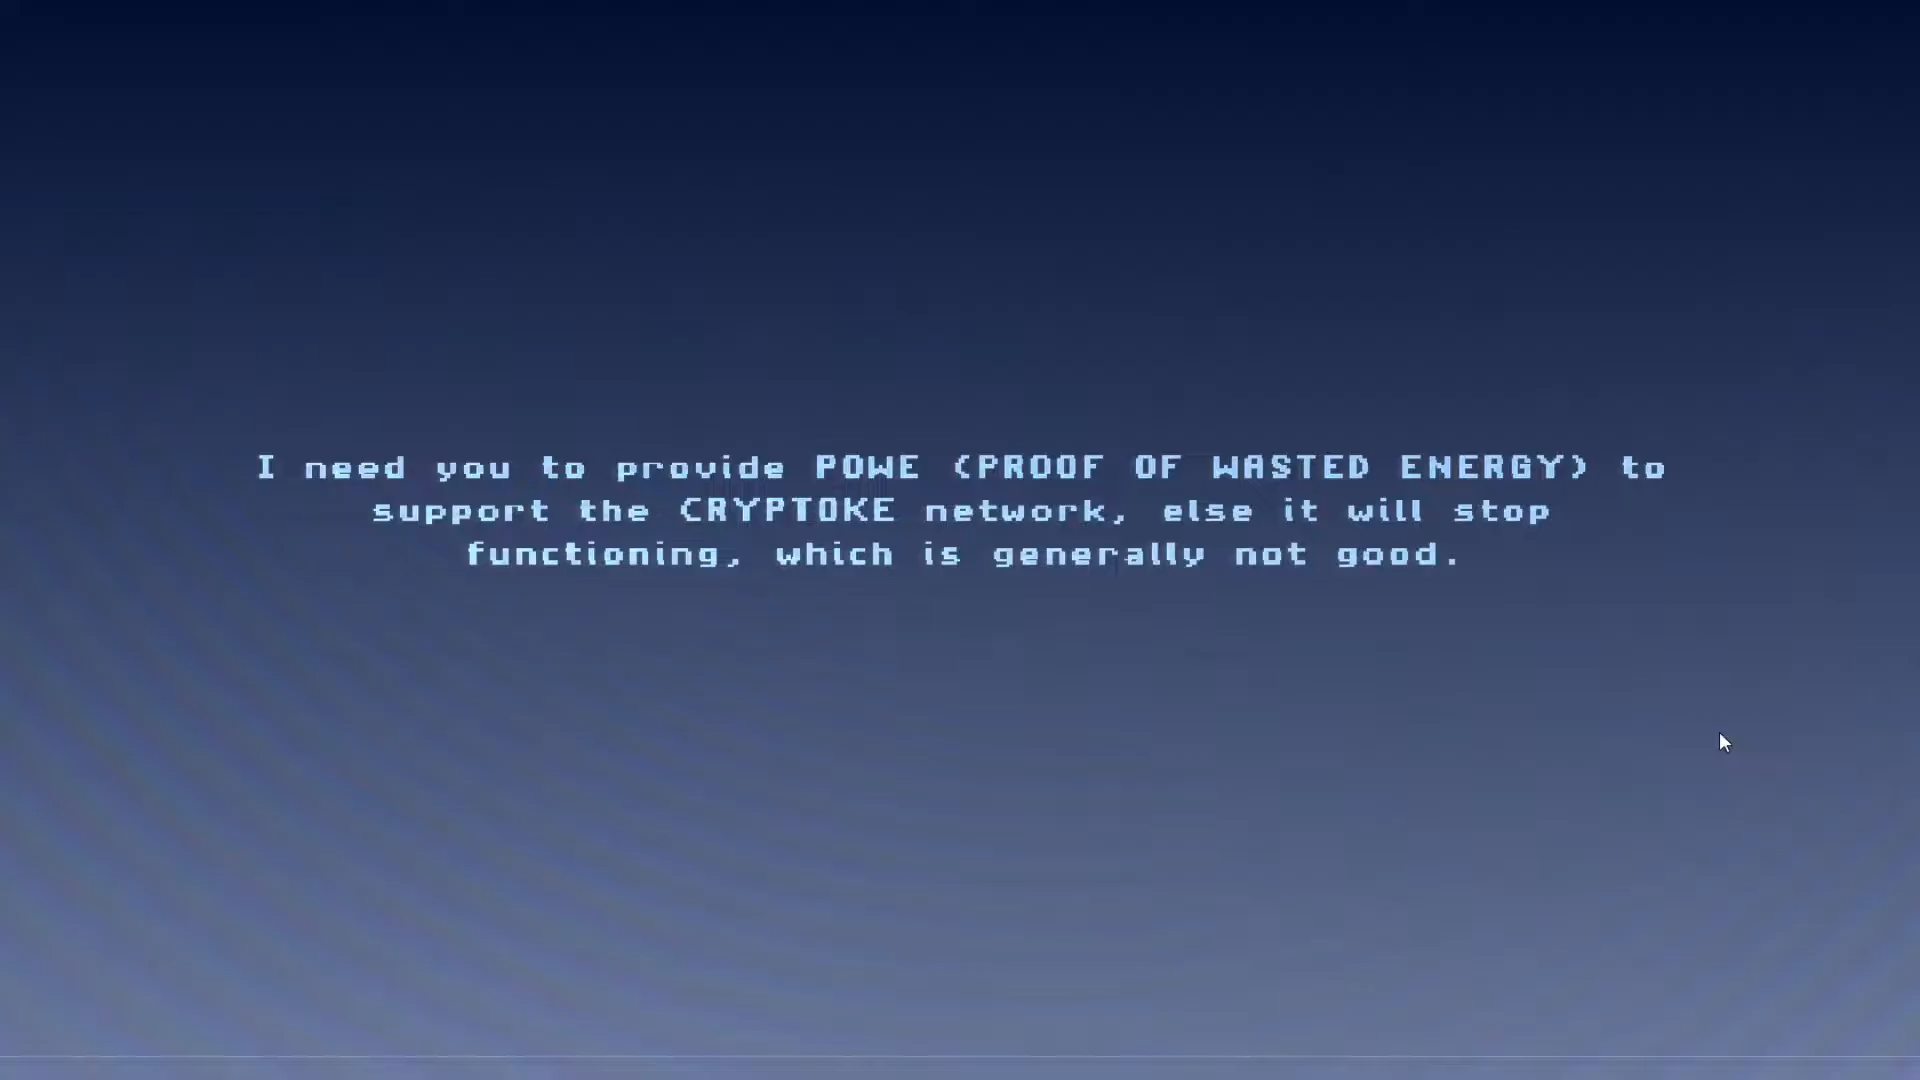 I need you to provide POWE (PROOF OF WASTED ENERGY) to
support the CRYPTOKE network, else it will stop
functioning, which is generally not good.